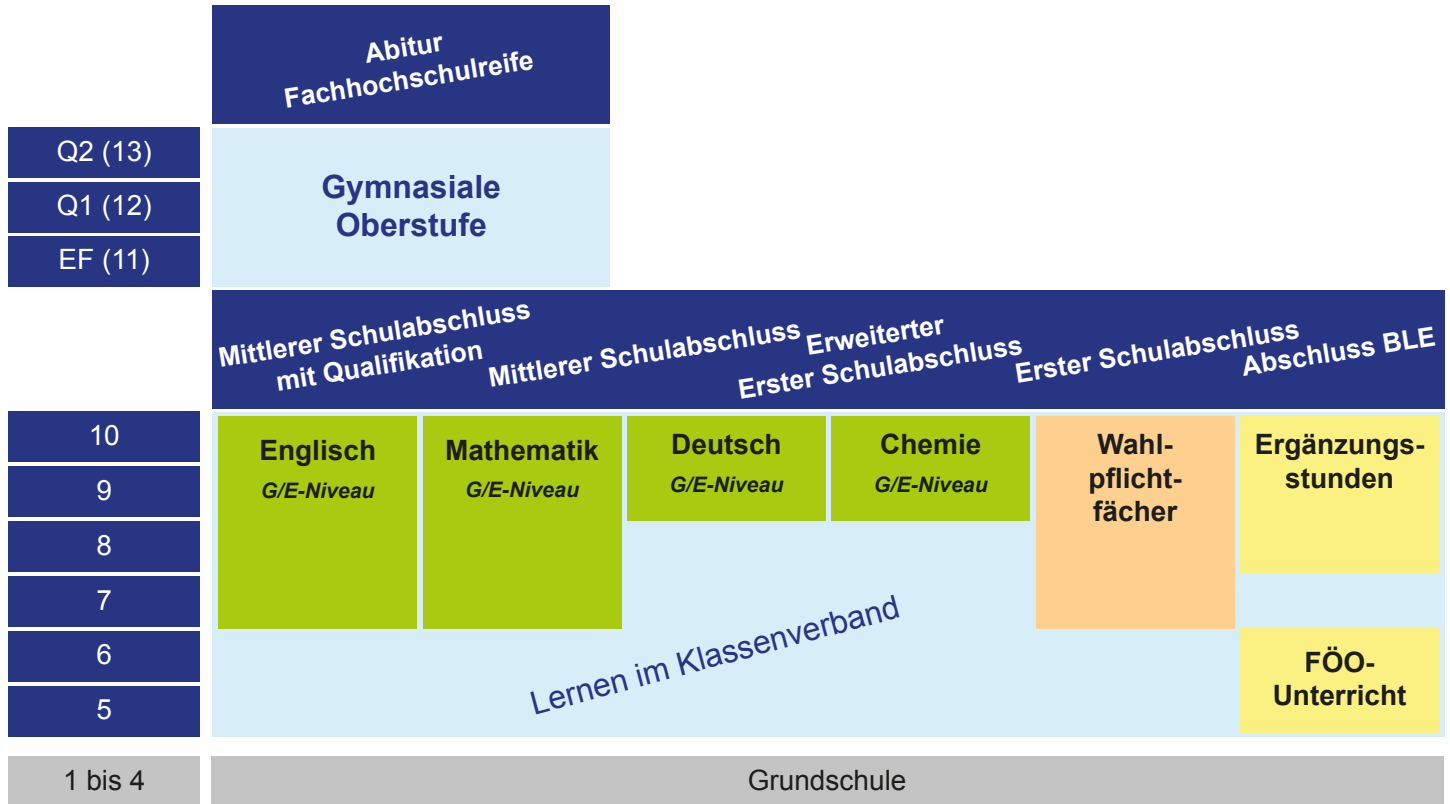 Abitur
Fachhochschulreife
Q2 (13)
Q1 (12)
EF (11)
Gymnasiale
Oberstufe
Mittlerer Schulabschluss
mit Qualifikation
Mittlerer Schulabschluss
Erweiterter
Erster Schulabschluss
Erster Schulabschluss
Abschluss BLE
10
9
8
7
6
5
Englisch
G/E-Niveau
Mathematik
G/E-Niveau
Deutsch
G/E-Niveau
Chemie
G/E-Niveau
Wahl-
pflicht-
fächer
Ergänzungs-
stunden
Lernen im Klassenverband
FÖO-
Unterricht
1 bis 4
Grundschule